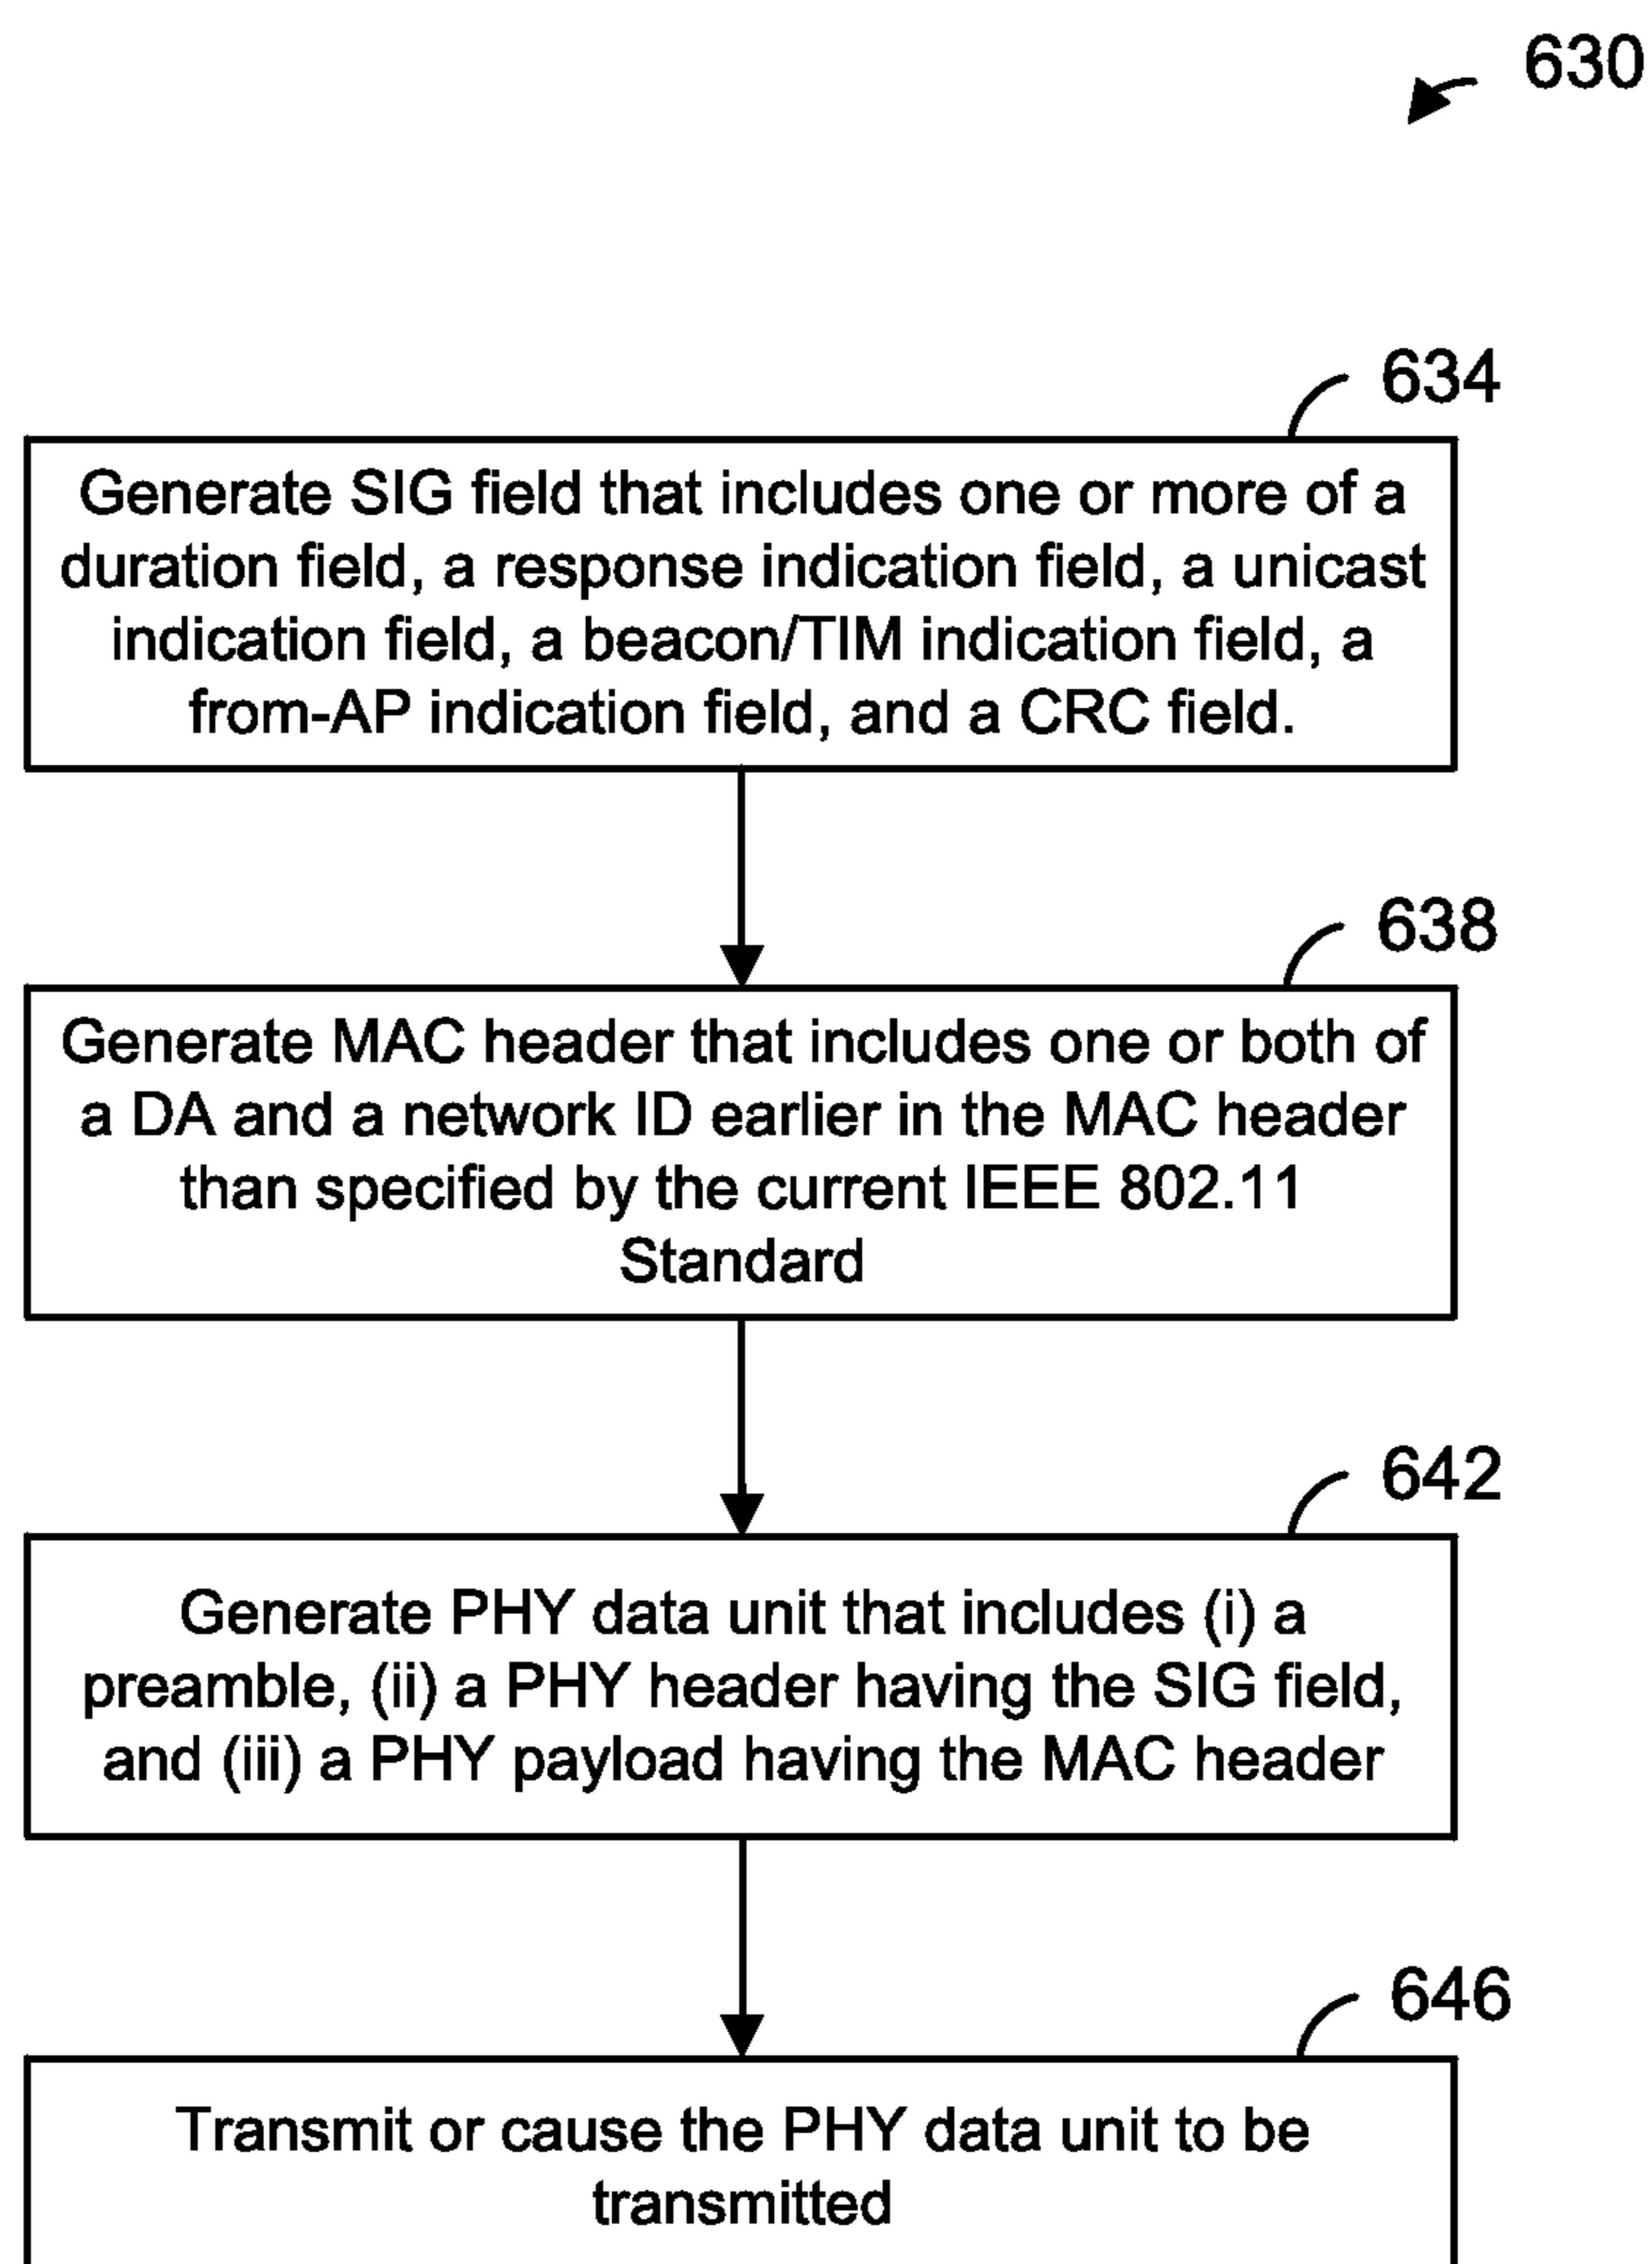 630
634
Generate SIG field that includes one or more of a
duration field, a response indication field, a unicast
indication field, a beacon/TIM indication field, a
from-AP indication field, and a CRC field.
638
Generate MAC header that includes one or both of
a DA and a network ID earlier in the MAC header
than specified by the current IEEE 802.11
Standard
642
Generate PHY data unit that includes (i) a
preamble, (ii) a PHY header having the SIG field,
and (iii) a PHY payload having the MAC header
646
Transmit or cause the PHY data unit to be
transmitted